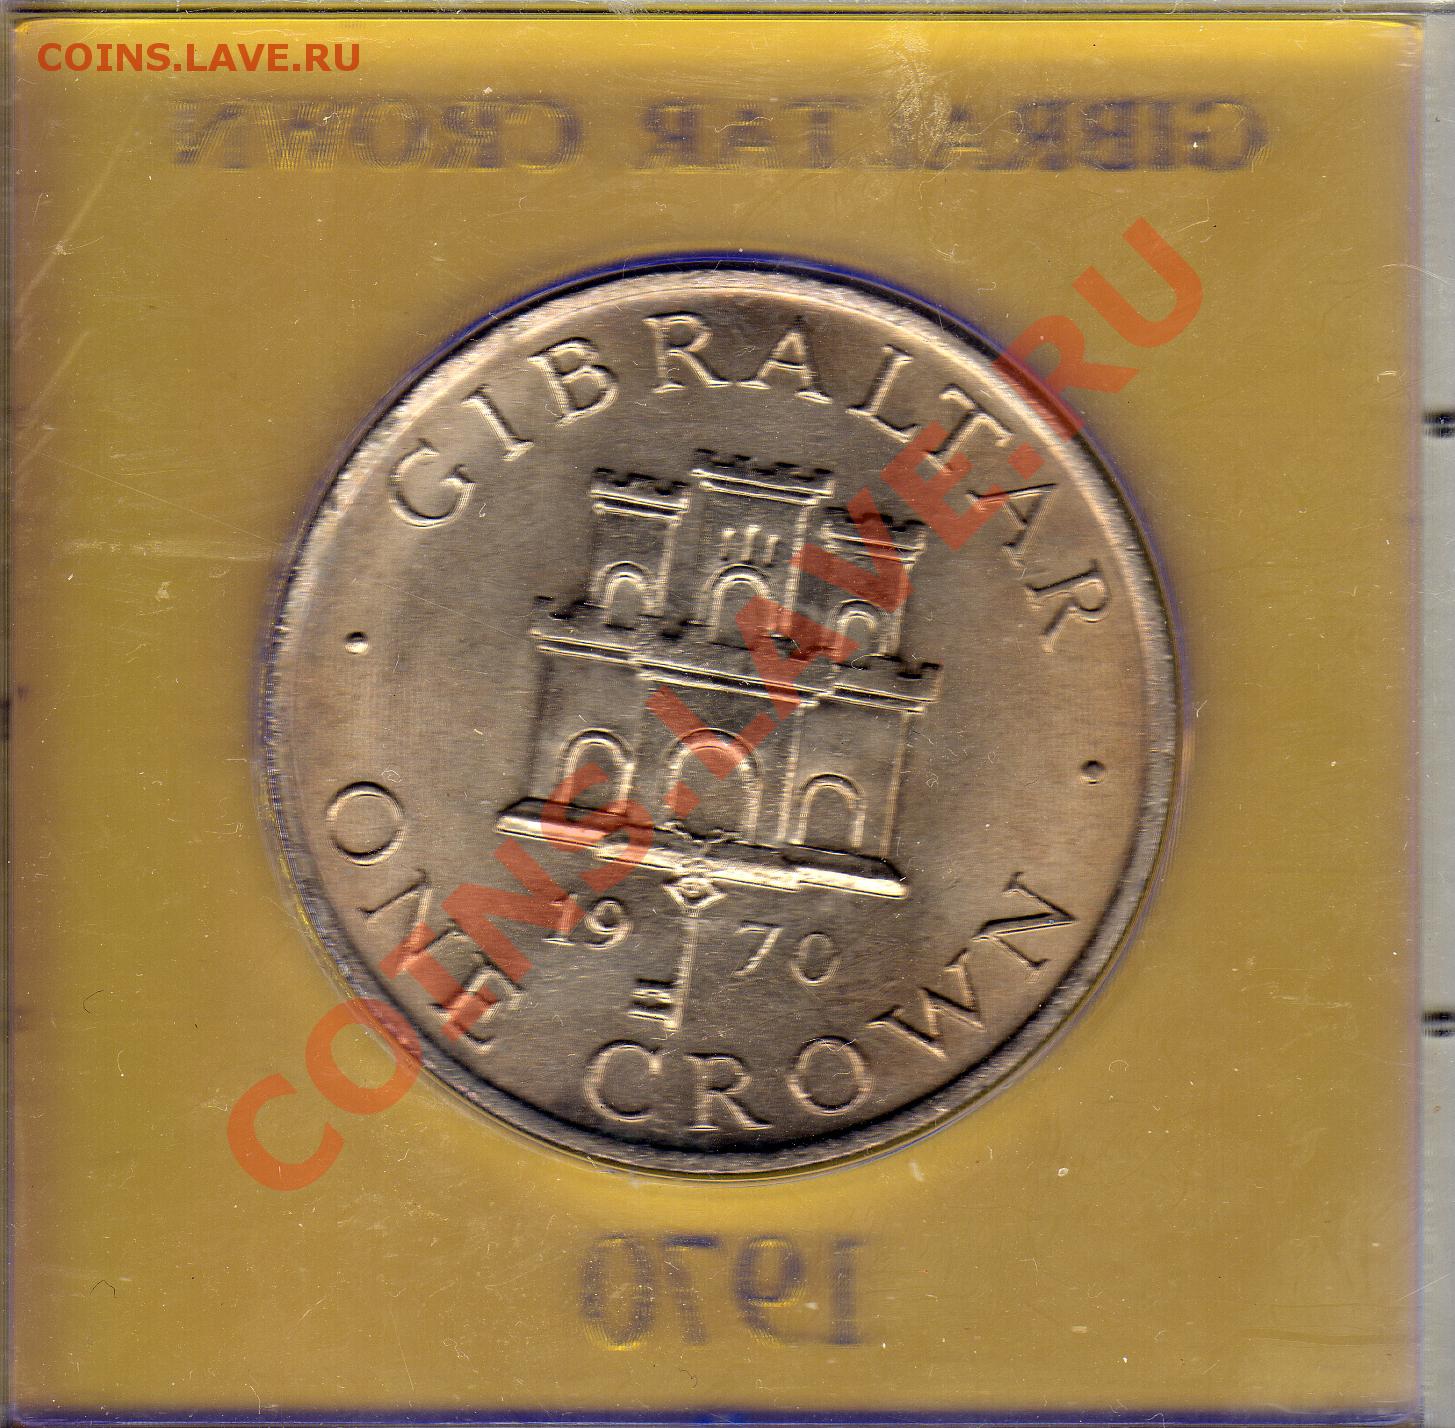 COINS.LAVE.RU
GIBRALTAR CROWN
GIBRALTAR
19 70
ONE CROWN
COINS.LAVE.RU
1970